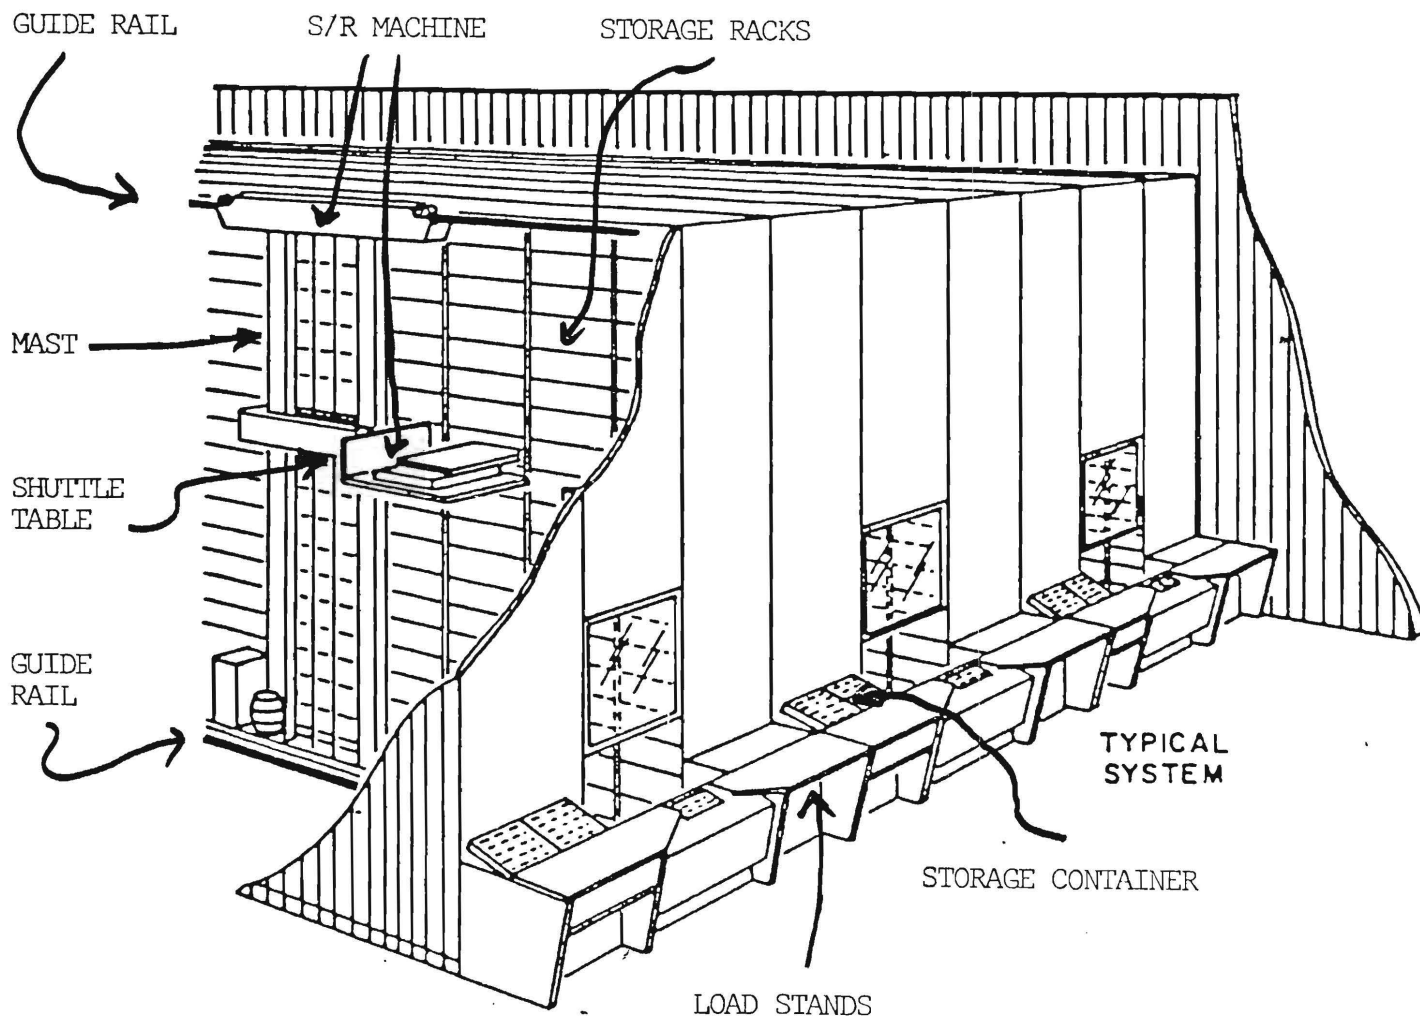 GUIDE RAIL
S/R MACHINE
STORAGE RACKS
MAST
SHUTTLE
TABLE
GUIDE
RAIL
TYPICAL
SYSTEM
STORAGE CONTAINER
LOAD STANDS